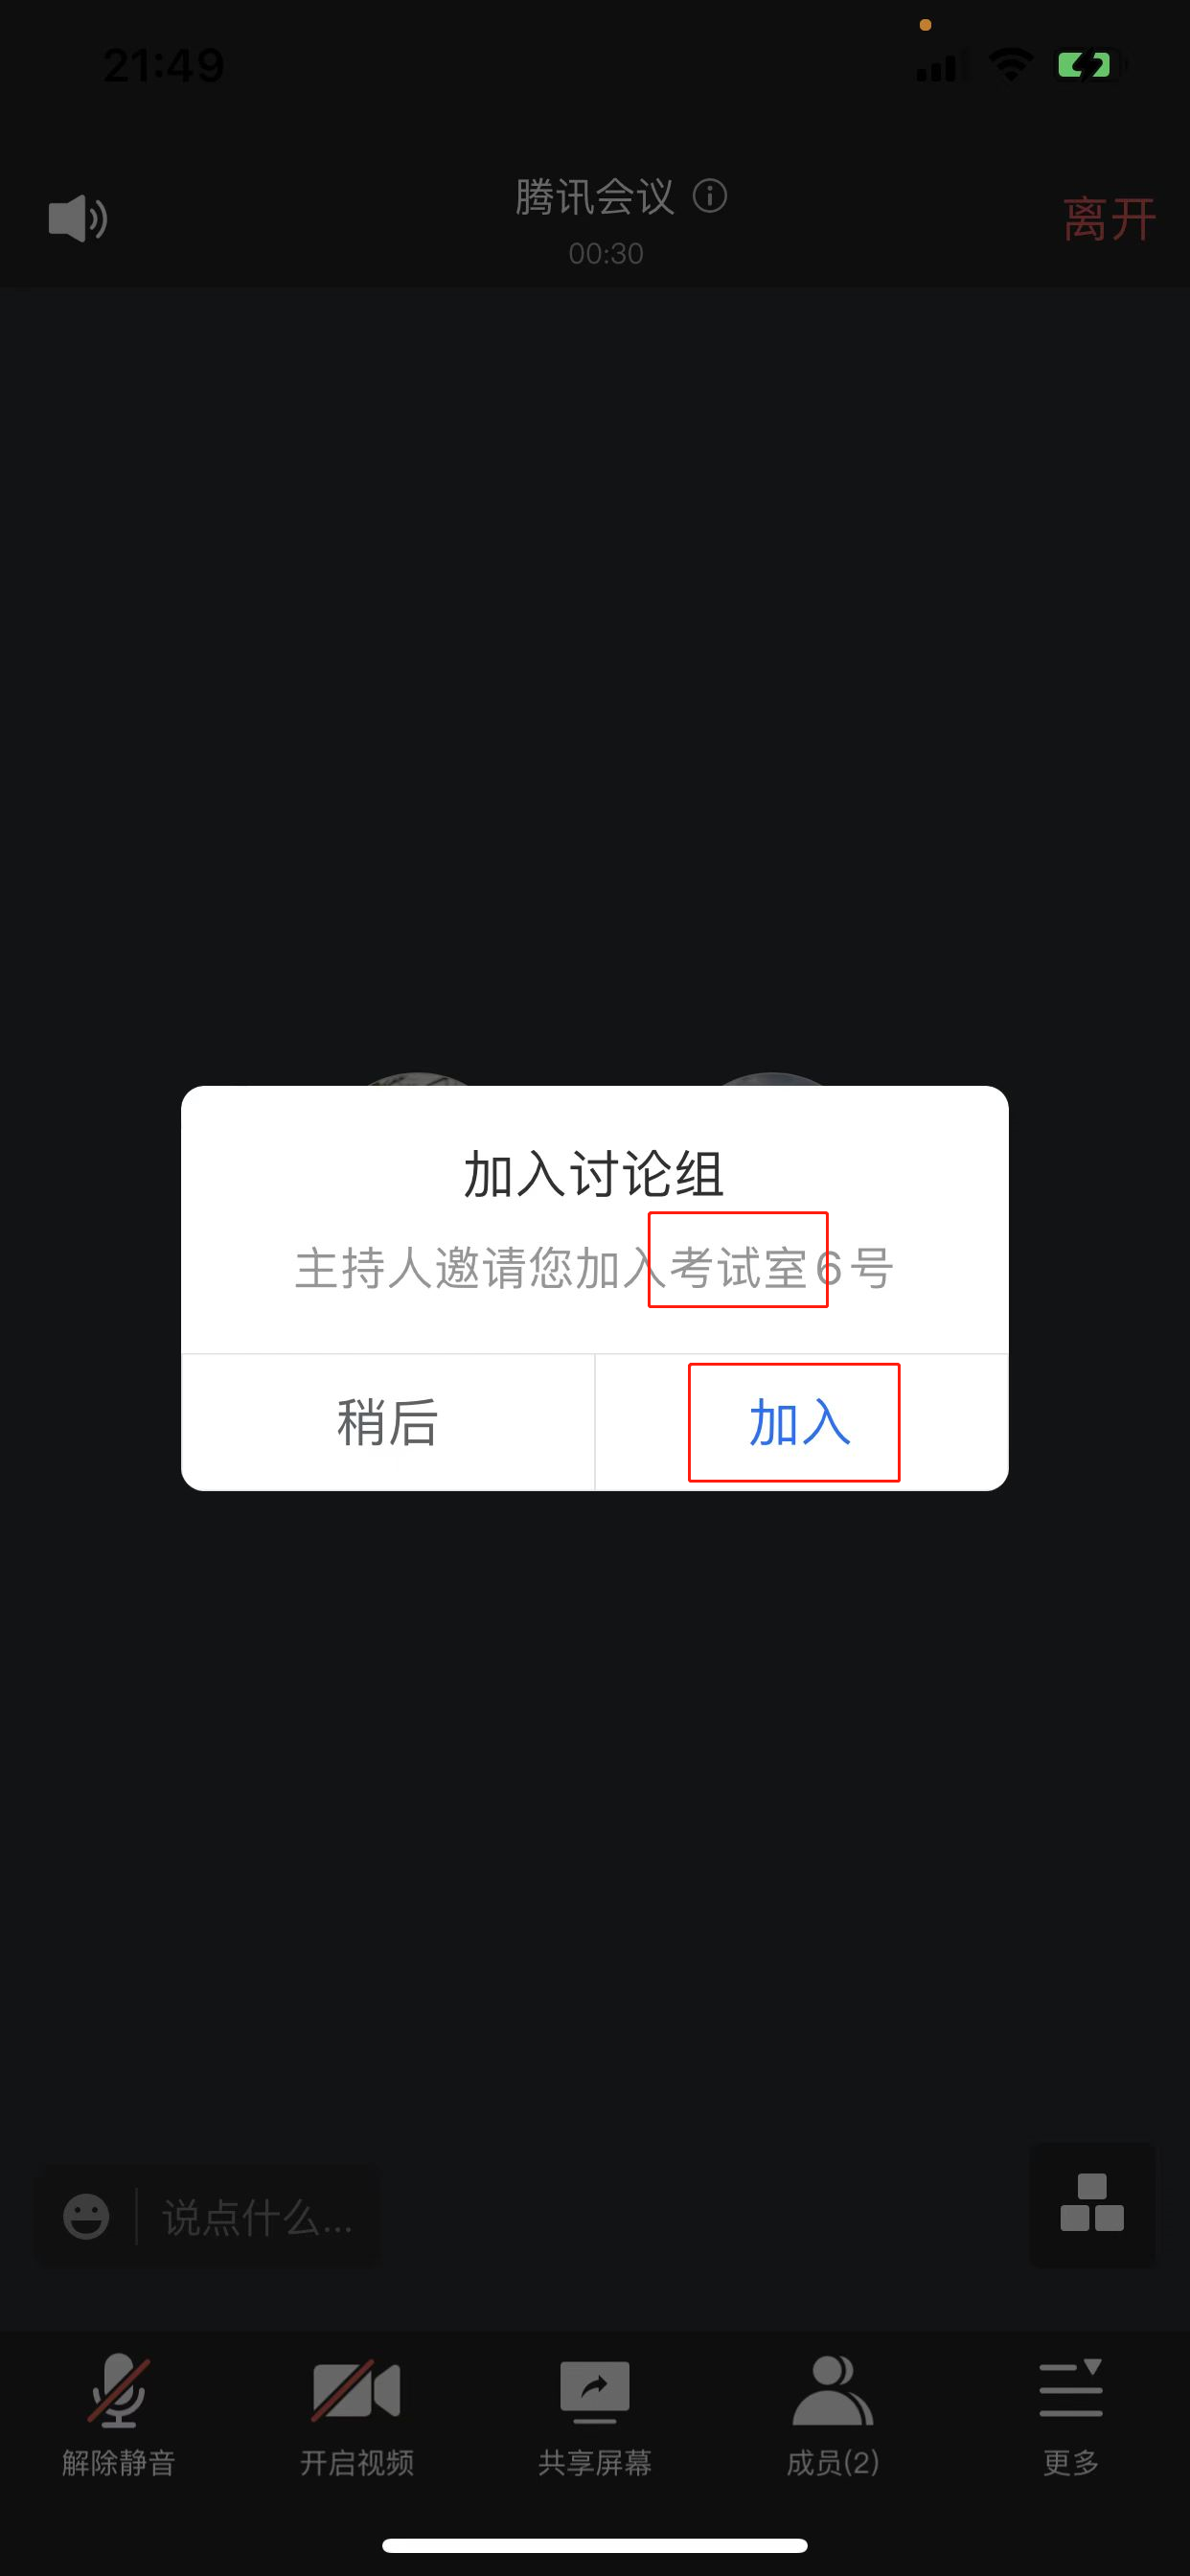 21:49
腾讯会议
00:30
离开
加入讨论组
主持人邀请您加入考试室6号
稍后
加入
说点什么...
解除静音
开启视频
共享屏幕
成员(2)
更多